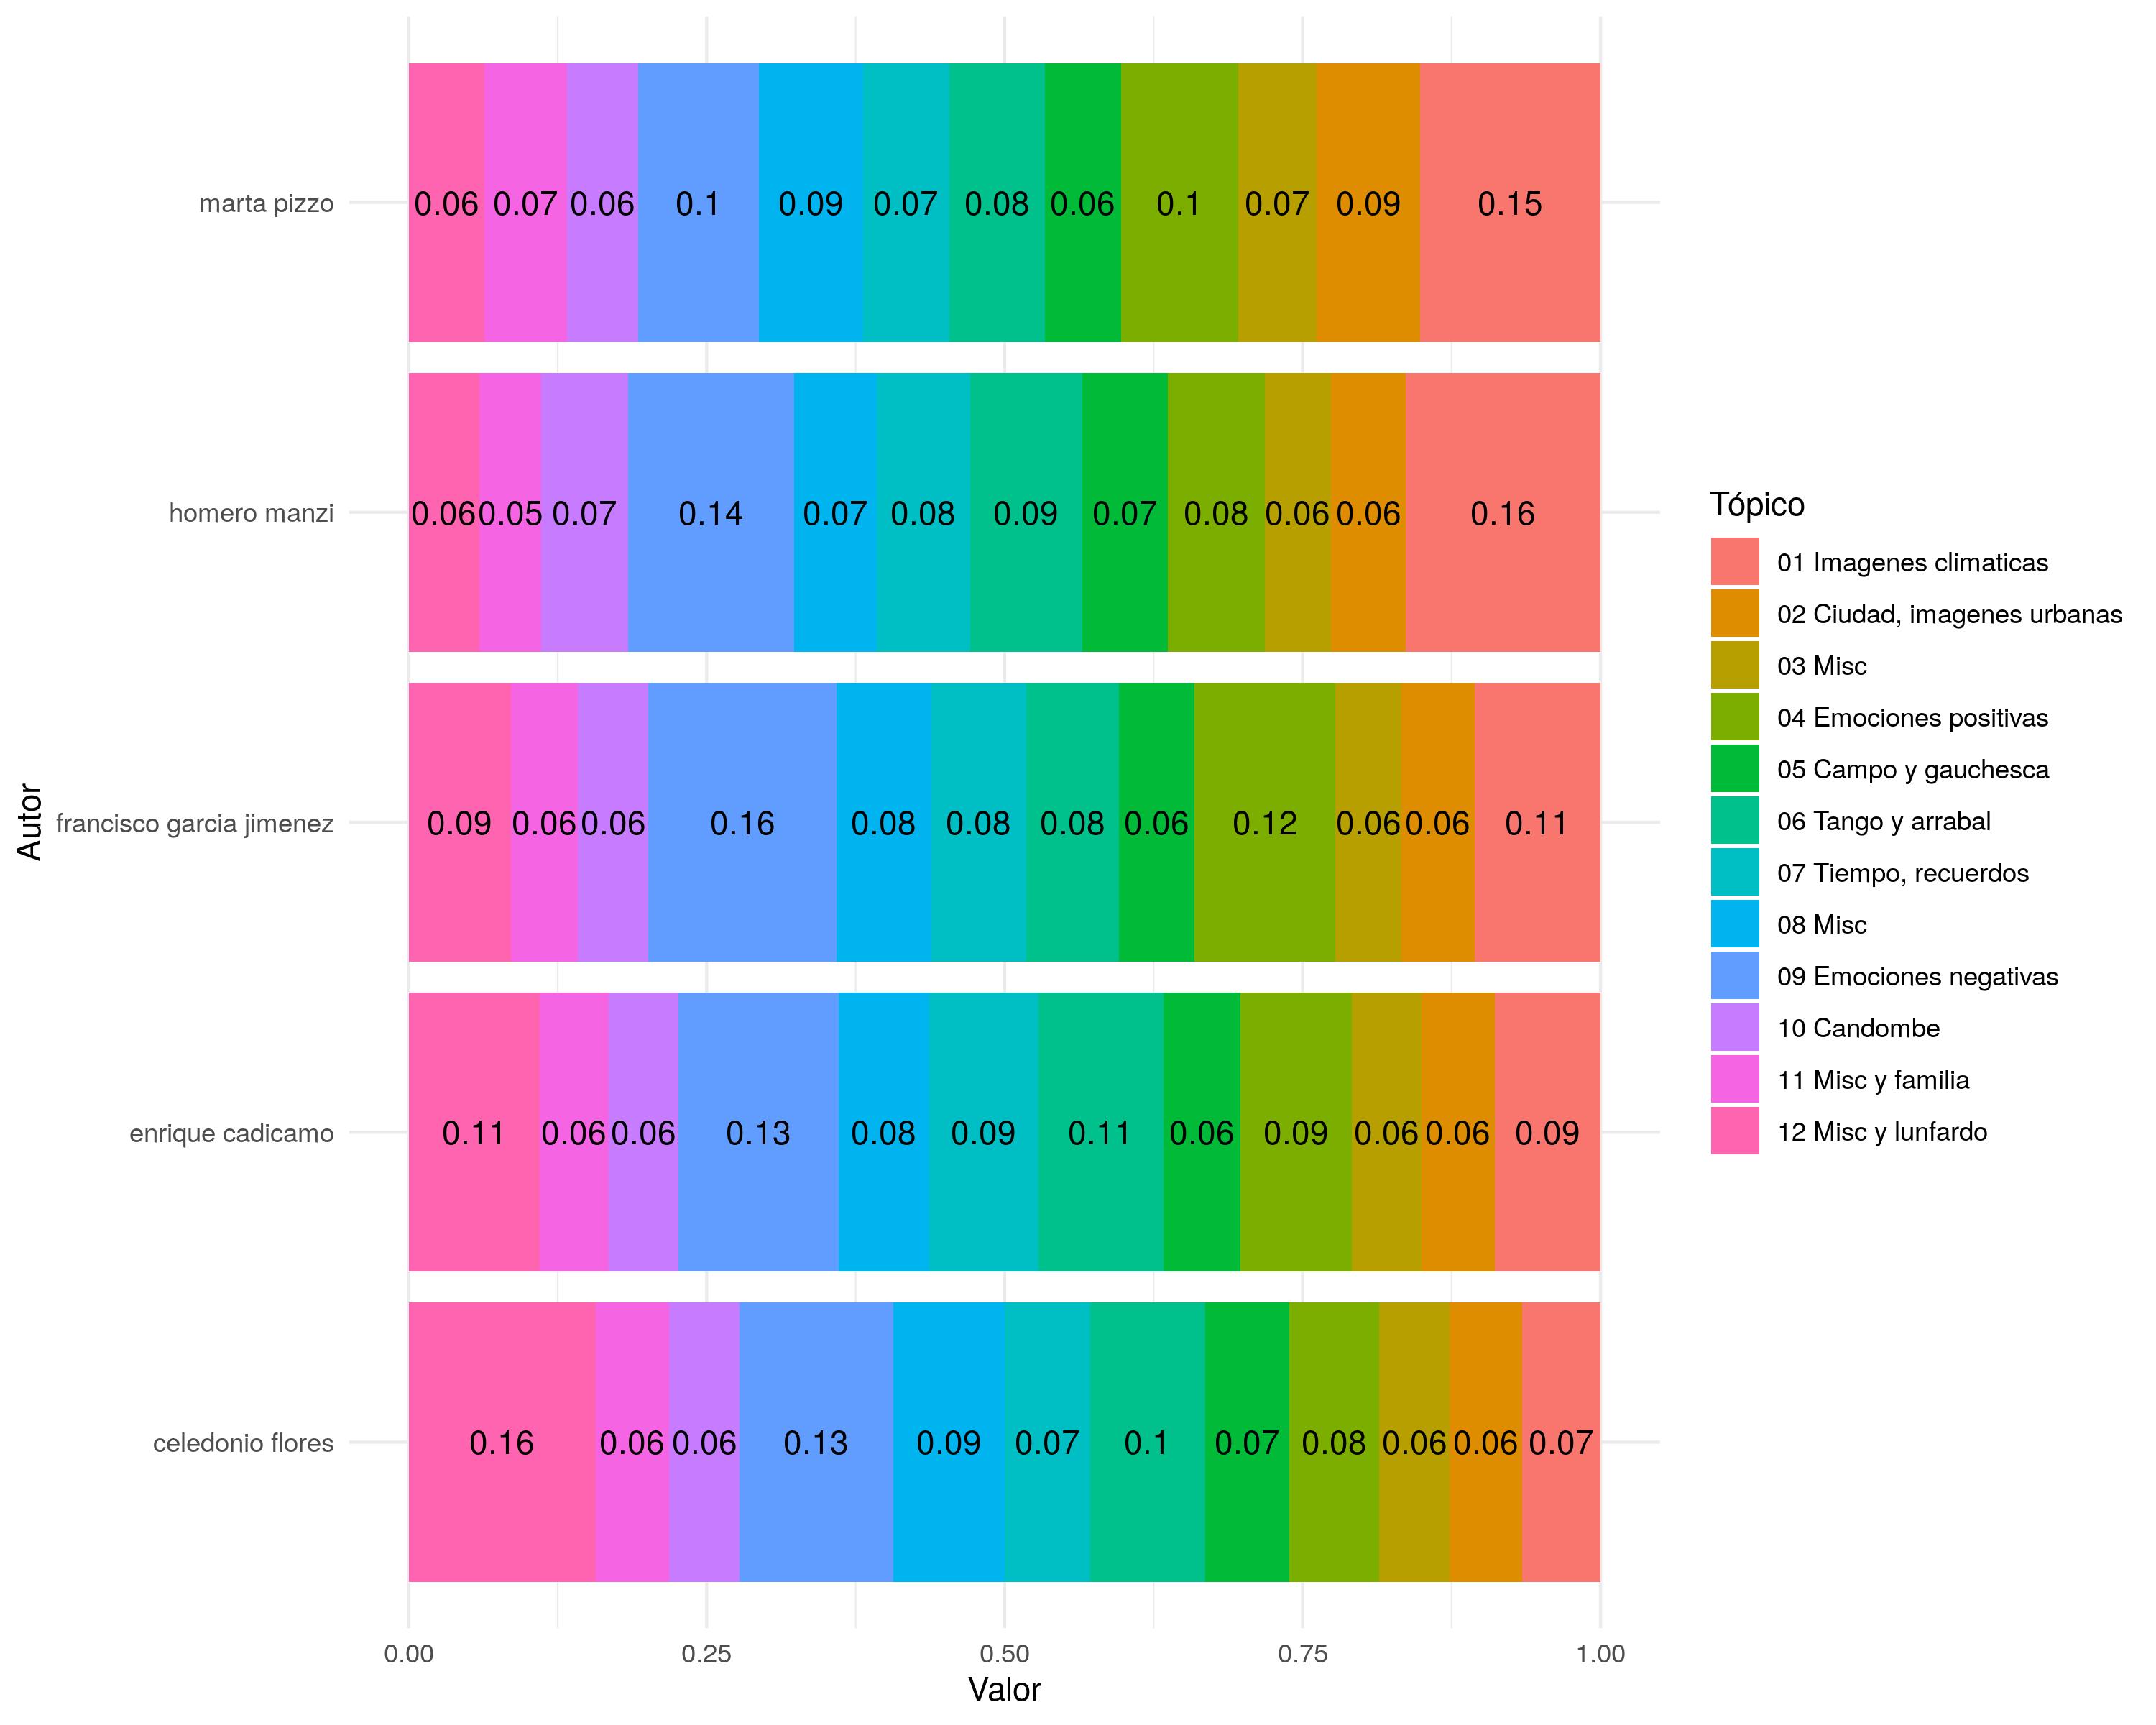 marta pizzo
0.06 0.07 0.06 0.1 0.09 0.07 0.08 0.06 0.1 0.07 0.09 0.15
homero manzi
0.06 0.05 0.07 0.14 0.07 0.08 0.09 0.07 0.08 0.06 0.06 0.16
francisco garcia jimenez
0.09 0.06 0.06 0.16 0.08 0.08 0.08 0.06 0.12 0.06 0.06 0.11
enrique cadicamo
0.11 0.06 0.06 0.13 0.08 0.09 0.11 0.06 0.09 0.06 0.06 0.09
celedonio flores
0.16 0.06 0.06 0.13 0.09 0.07 0.1 0.07 0.08 0.06 0.06 0.07
Autor
0.00 0.25 0.50 0.75 1.00
Valor
Tópico
01 Imagenes climaticas
02 Ciudad, imagenes urbanas
03 Misc
04 Emociones positivas
05 Campo y gauchesca
06 Tango y arrabal
07 Tiempo, recuerdos
08 Misc
09 Emociones negativas
10 Candombe
11 Misc y familia
12 Misc y lunfardo